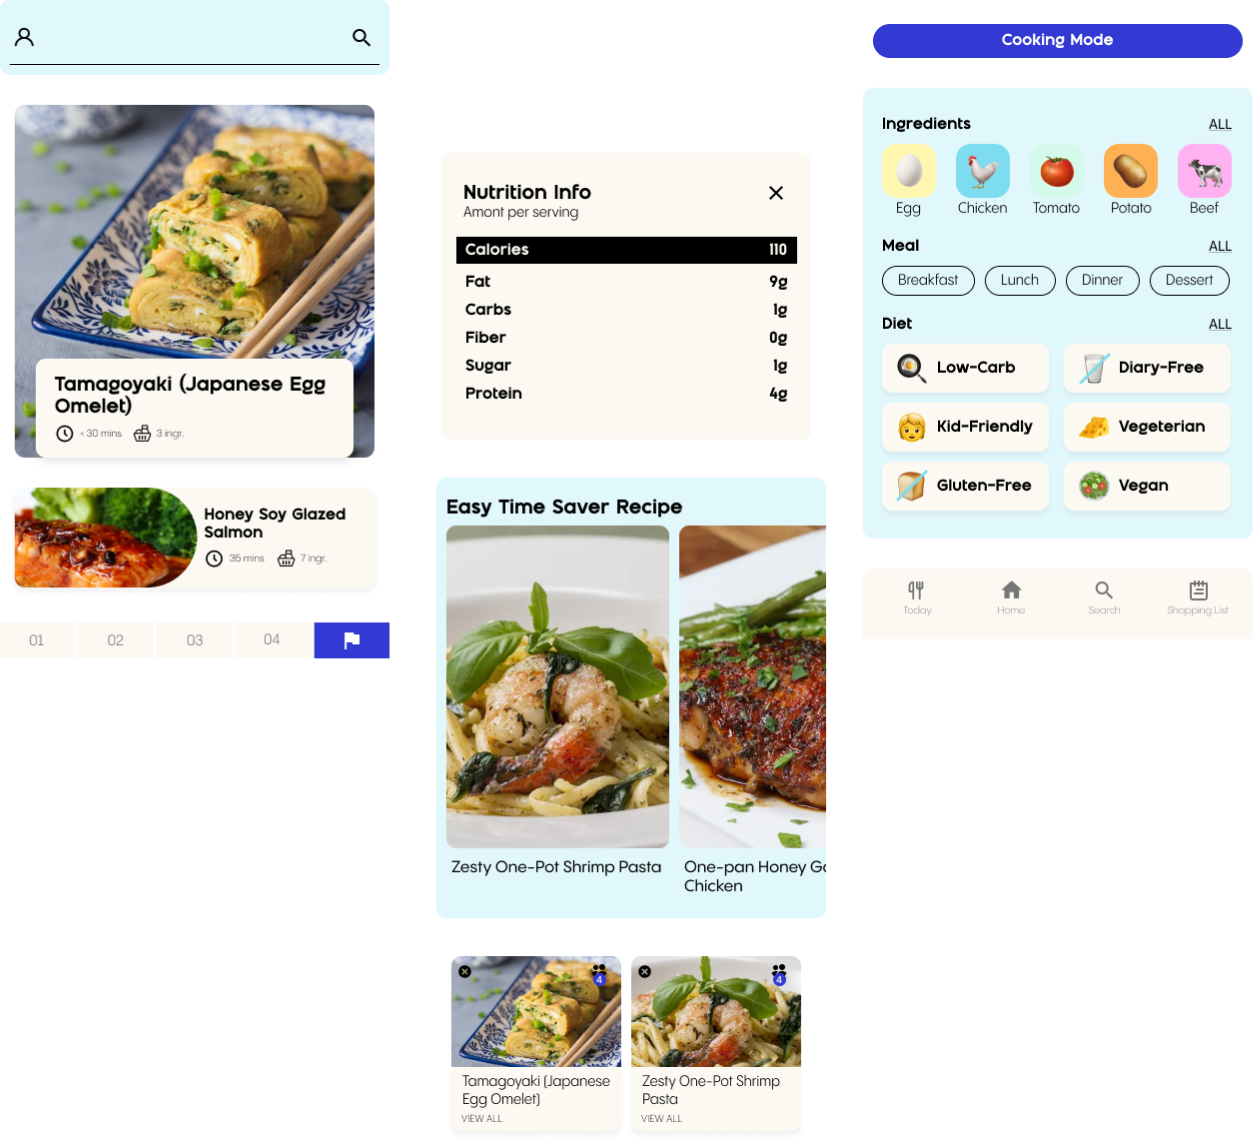 Tamagoyaki (Japanese Egg
Omelet)
< 30 mins 3 ingr.
Honey Soy Glazed
Salmon
35 mins 7 ingr.
01 02 03 04
Nutrition Info
Amont per serving
Calories 110
Fat 9g
Carbs 1g
Fiber 0g
Sugar 1g
Protein 4g
Easy Time Saver Recipe
Zesty One-Pot Shrimp Pasta
One-pan Honey
Chicken
4
Tamagoyaki (Japanese
Egg Omelet)
VIEW ALL
4
Zesty One-Pot Shrimp
Pasta
VIEW ALL
Cooking Mode
Ingredients ALL
Egg Chicken Tomato Potato Beef
Meal ALL
Breakfast Lunch Dinner Dessert
Diet ALL
Low-Carb Diary-Free
Kid-Friendly Vegeterian
Gluten-Free Vegan
Today Home Search Shopping List